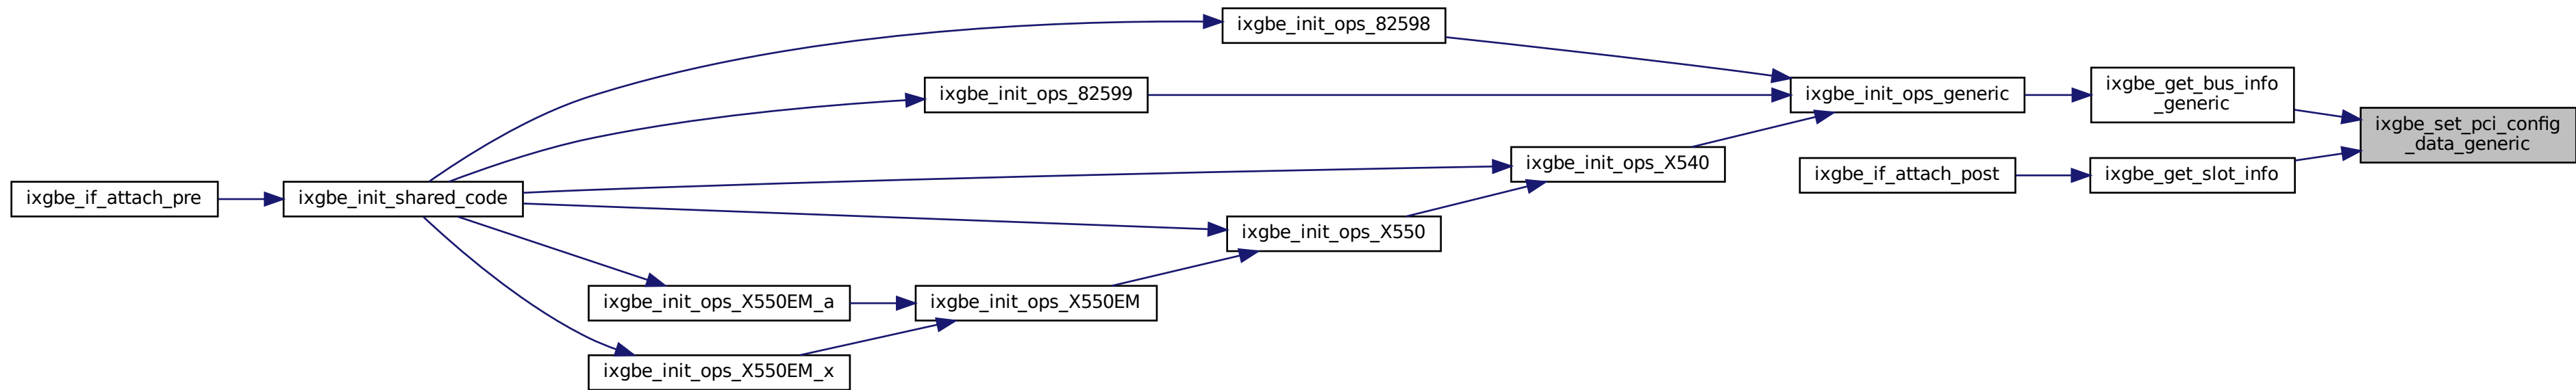 ixgbe_init_ops_82598
ixgbe_init_ops_82599
ixgbe_init_ops_generic
ixgbe_get_bus_info
_generic
ixgbe_set_pci_config
_data_generic
ixgbe_init_ops_X540
ixgbe_if_attach_post
ixgbe_get_slot_info
ixgbe_if_attach_pre
ixgbe_init_shared_code
ixgbe_init_ops_X550
ixgbe_init_ops_X550EM_a
ixgbe_init_ops_X550EM
ixgbe_init_ops_X550EM_x